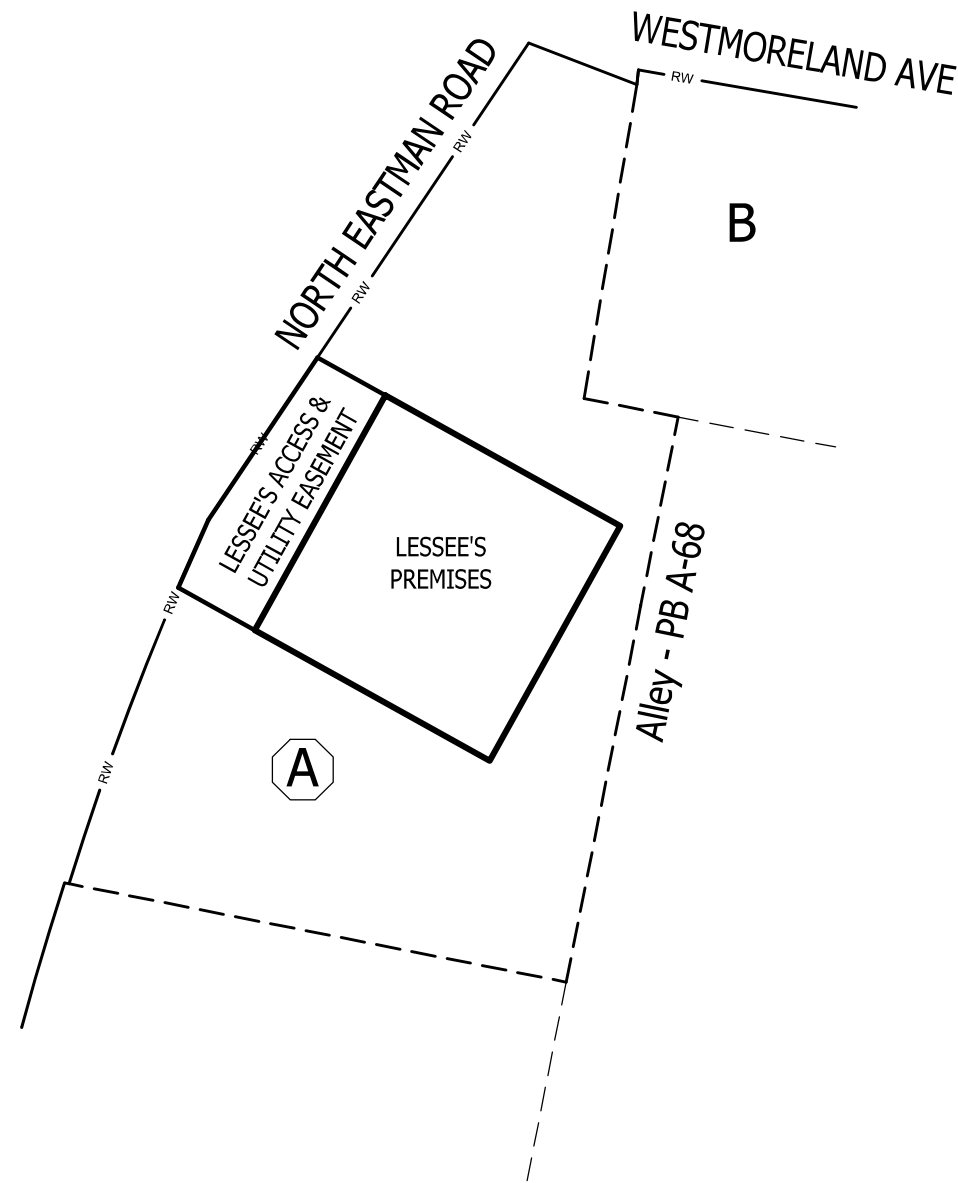 WESTMORELAND AVE
RW
NORTH EASTMAN ROAD
RW
B
RW
LESSEE'S ACCESS &
UTILITY EASEMENT
RW
LESSEE'S
PREMISES
RW
Alley - PB A-68
A
RW